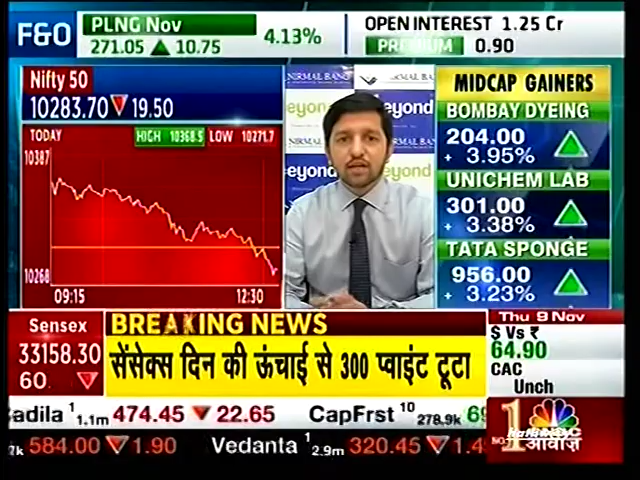 F&O
PLNG Nov
271.05 ▲ 10.75
4.13%
OPEN INTEREST 1.25 Cr
PREMIUM 0.90
Nifty 50
10283.70 ▼ 19.50
TODAY HIGH 10368.5 LOW 10271.7
10387
10268
09:15 12:30
NIRMAL BANG
beyond
MIDCAP GAINERS
BOMBAY DYEING
204.00
+ 3.95%
UNICHEM LAB
301.00
+ 3.38%
TATA SPONGE
956.00
+ 3.23%
Sensex
33158.30
60. ▼
BREAKING NEWS
सेंसेक्स दिन की ऊंचाई से 300 प्वाइंट टूटा
Thu 9 Nov
$ Vs ₹
64.90
CAC
Unch
adila 1 1.1m 474.45 ▼ 22.65 CapFrst 10 278.9k
584.00 ▼ 1.90 Vedanta 1 2.9m 320.45 ▼
आवाज़